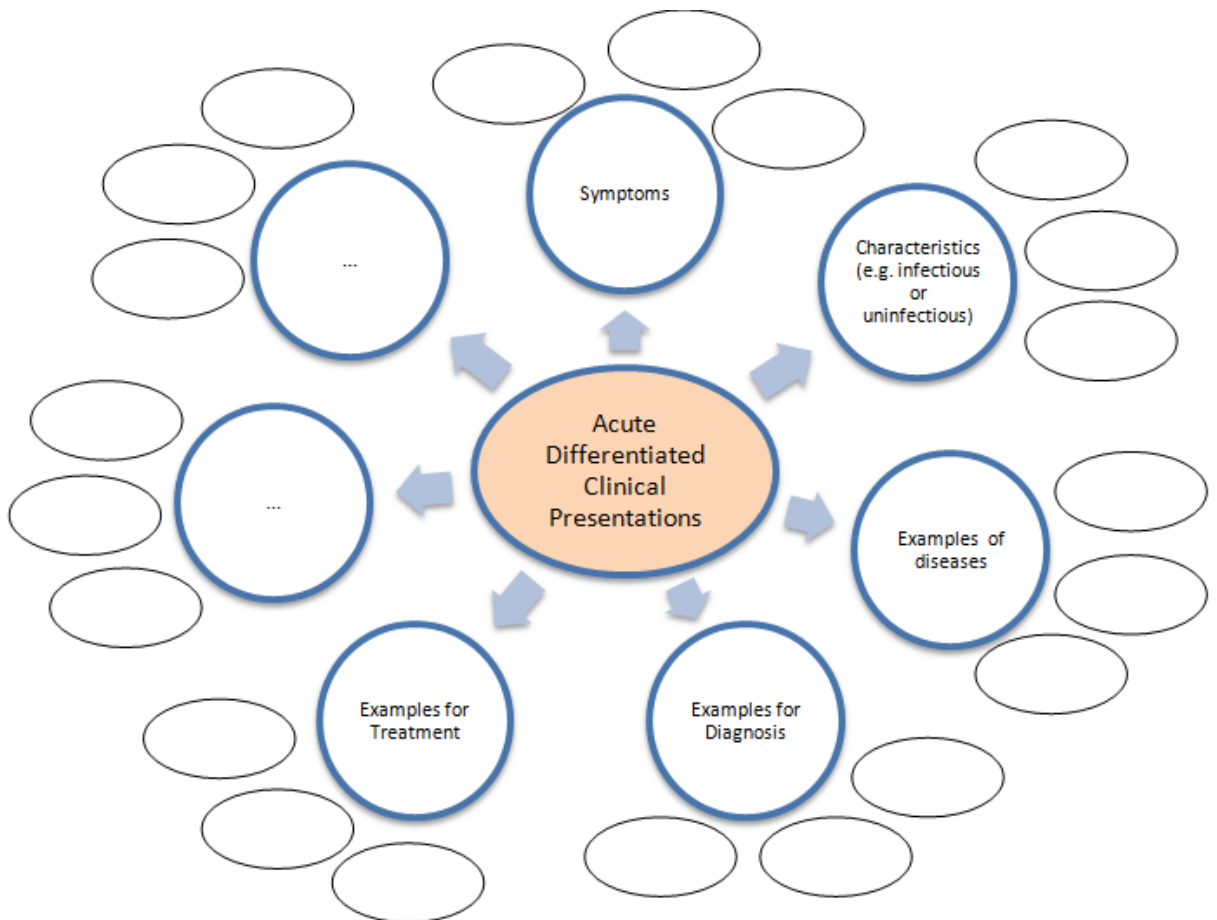 Symptoms
Characteristics
(e.g. infectious
or
uninfectious)
...
Acute
Differentiated
Clinical
Presentations
...
Examples of
diseases
Examples for
Treatment
Examples for
Diagnosis